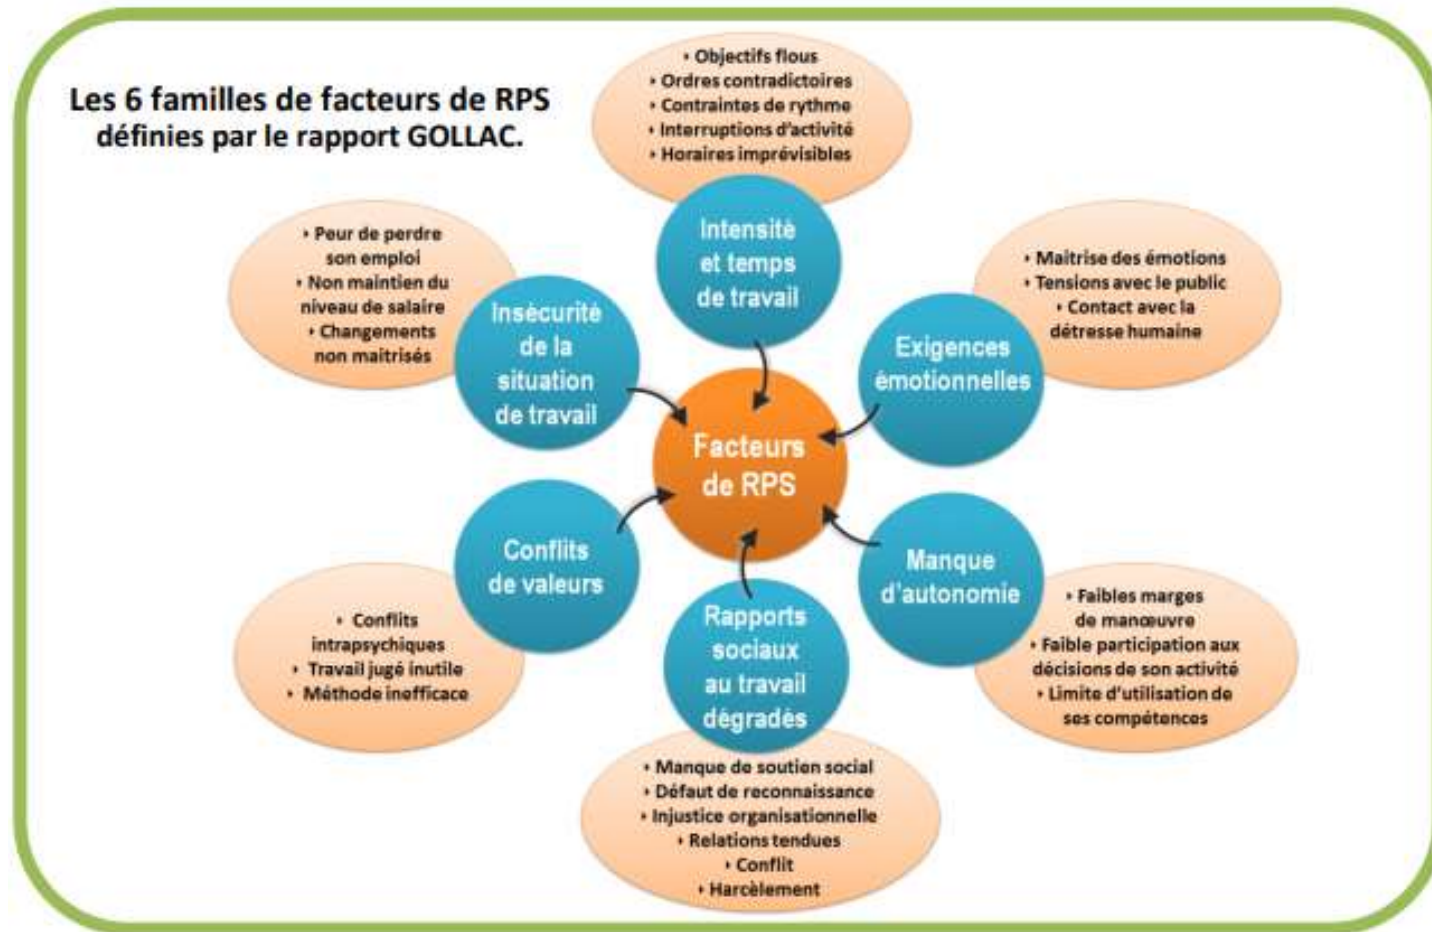 Les 6 familles de facteurs de RPS
définies par le rapport GOLLAC.
‣ Objectifs flous
‣ Ordres contradictoires
‣ Contraintes de rythme
‣ Interruptions d'activité
‣ Horaires imprévisibles
Intensité
et temps
de travail
‣ Maitrise des émotions
‣ Tensions avec le public
‣ Contact avec la
détresse humaine
Exigences
émotionnelles
Manque
d'autonomie
‣ Faibles marges
de manœuvre
‣ Faible participation aux
décisions de son activité
‣ Limite d'utilisation de
ses compétences
Rapports
sociaux
au travail
dégradés
‣ Manque de soutien social
‣ Défaut de reconnaissance
‣ Injustice organisationnelle
‣ Relations tendues
‣ Conflit
‣ Harcèlement
Conflits
de valeurs
‣ Conflits
intrapsychiques
‣ Travail jugé inutile
‣ Méthode inefficace
‣ Peur de perdre
son emploi
‣ Non maintien du
niveau de salaire
‣ Changements
non maitrisés
Insécurité
de la
situation
de travail
Facteurs
de RPS